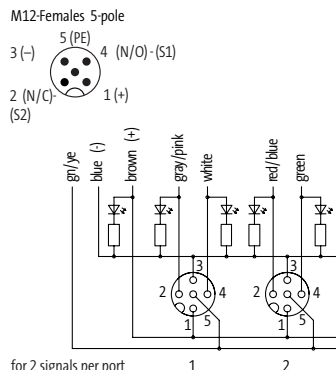 M12-Females 5-pole
5 (PE)
3 (–)
4 (N/O)-(S1)
2 (N/C)-
(S2)
1 (+)
gn/ye
blue (-)
brown (+)
gray/pink
white
red/blue
green
3
2
4
1
5
3
2
4
1
5
for 2 signals per port
1
2